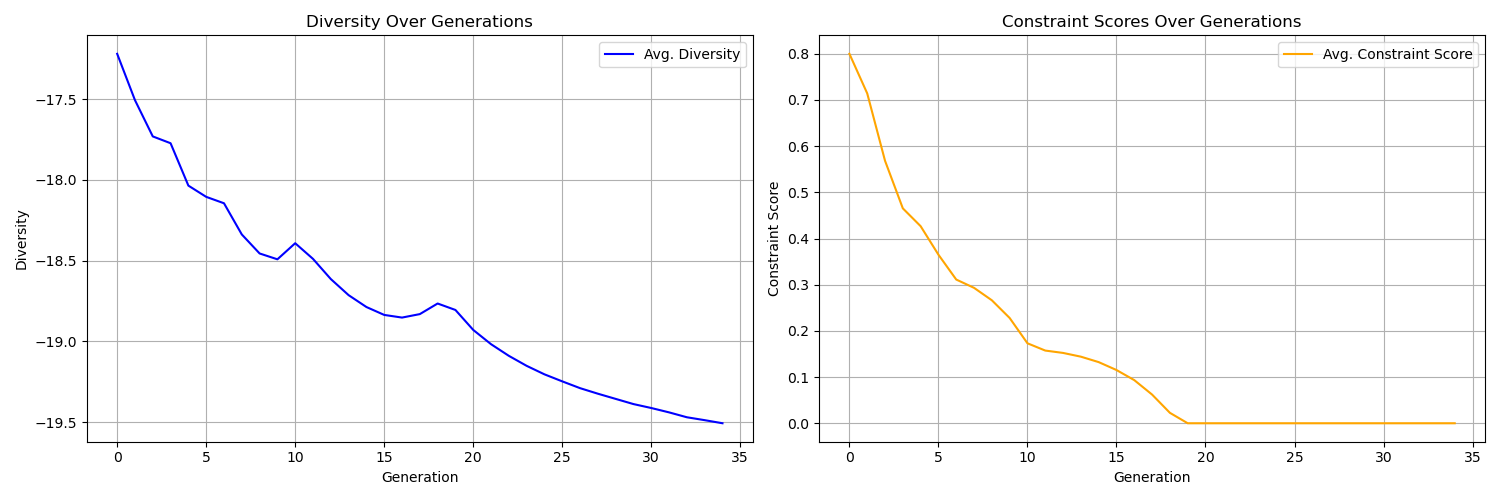 Diversity Over Generations
Avg. Diversity
Diversity
−17.5
−18.0
−18.5
−19.0
−19.5
0 5 10 15 20 25 30 35
Generation
Constraint Scores Over Generations
Avg. Constraint Score
Constraint Score
0.8
0.7
0.6
0.5
0.4
0.3
0.2
0.1
0.0
0 5 10 15 20 25 30 35
Generation